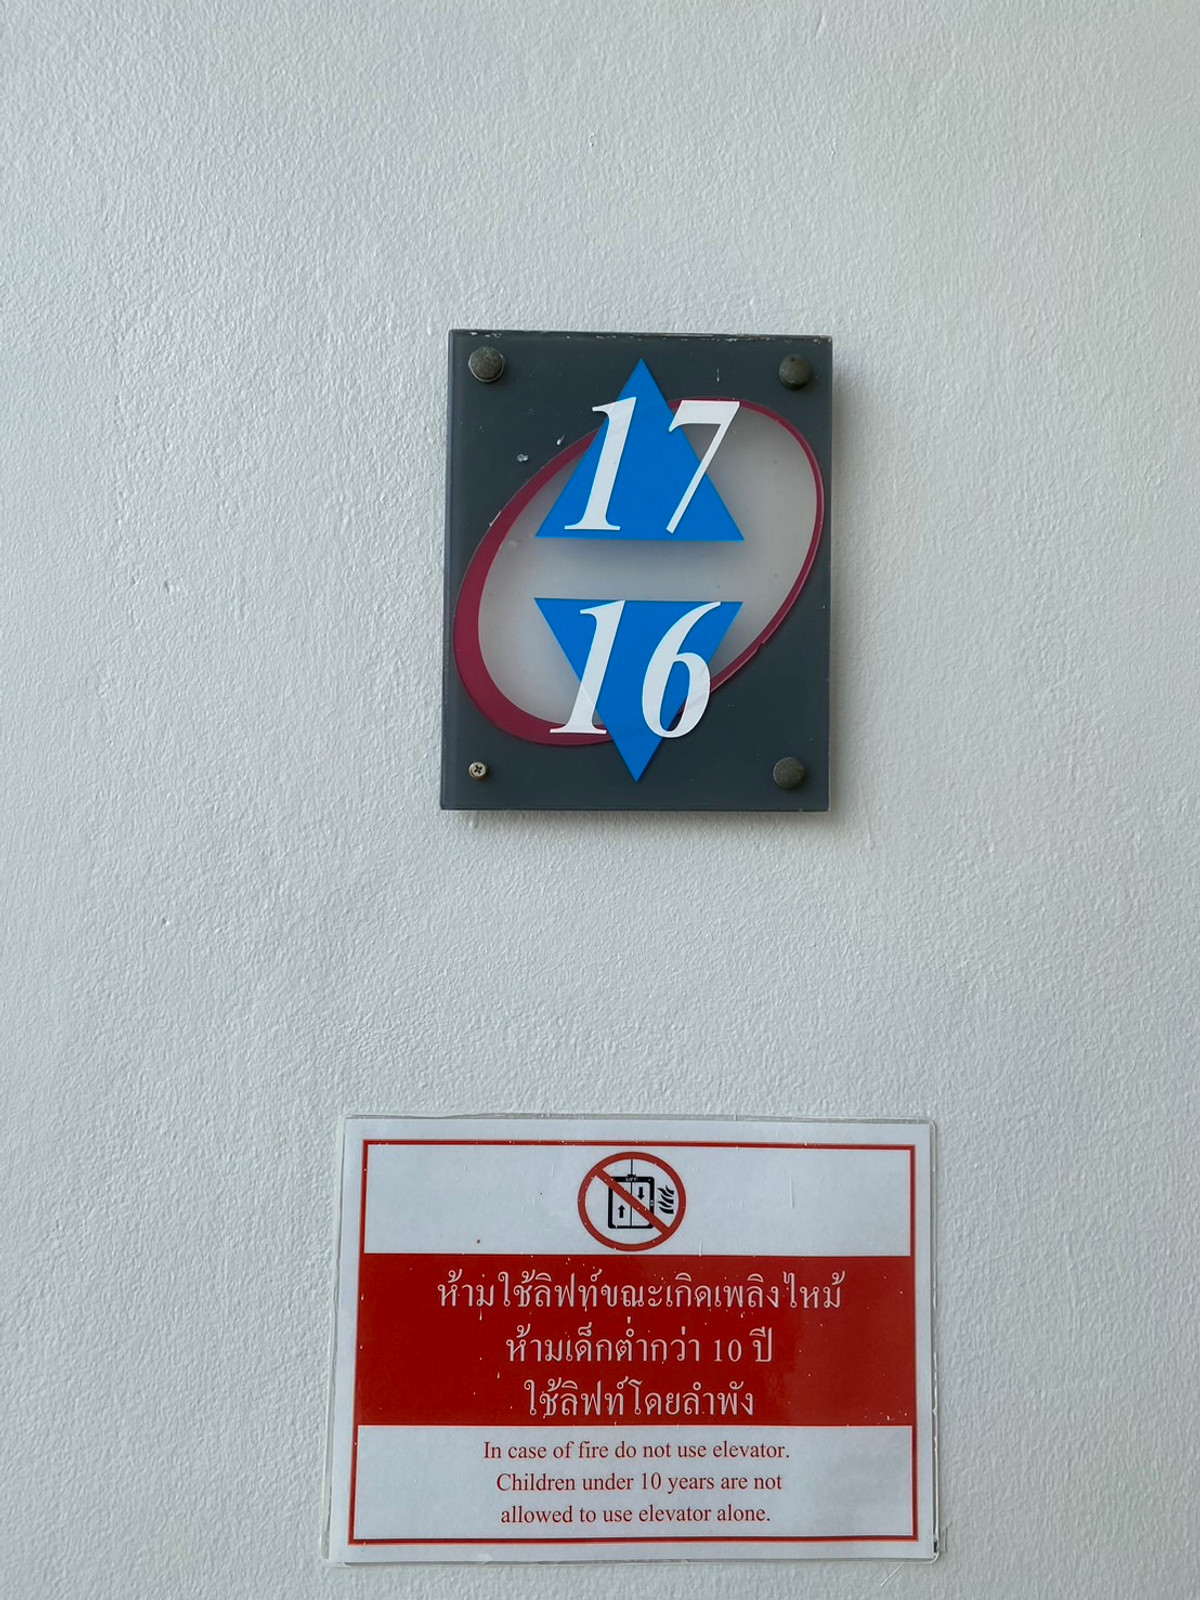 17
16
ห้ามใช้ลิฟท์ขณะเกิดเพลิงไหม้
ห้ามเด็กต่ำกว่า 10 ปี
ใช้ลิฟท์โดยลำพัง
In case of fire do not use elevator.
Children under 10 years are not
allowed to use elevator alone.